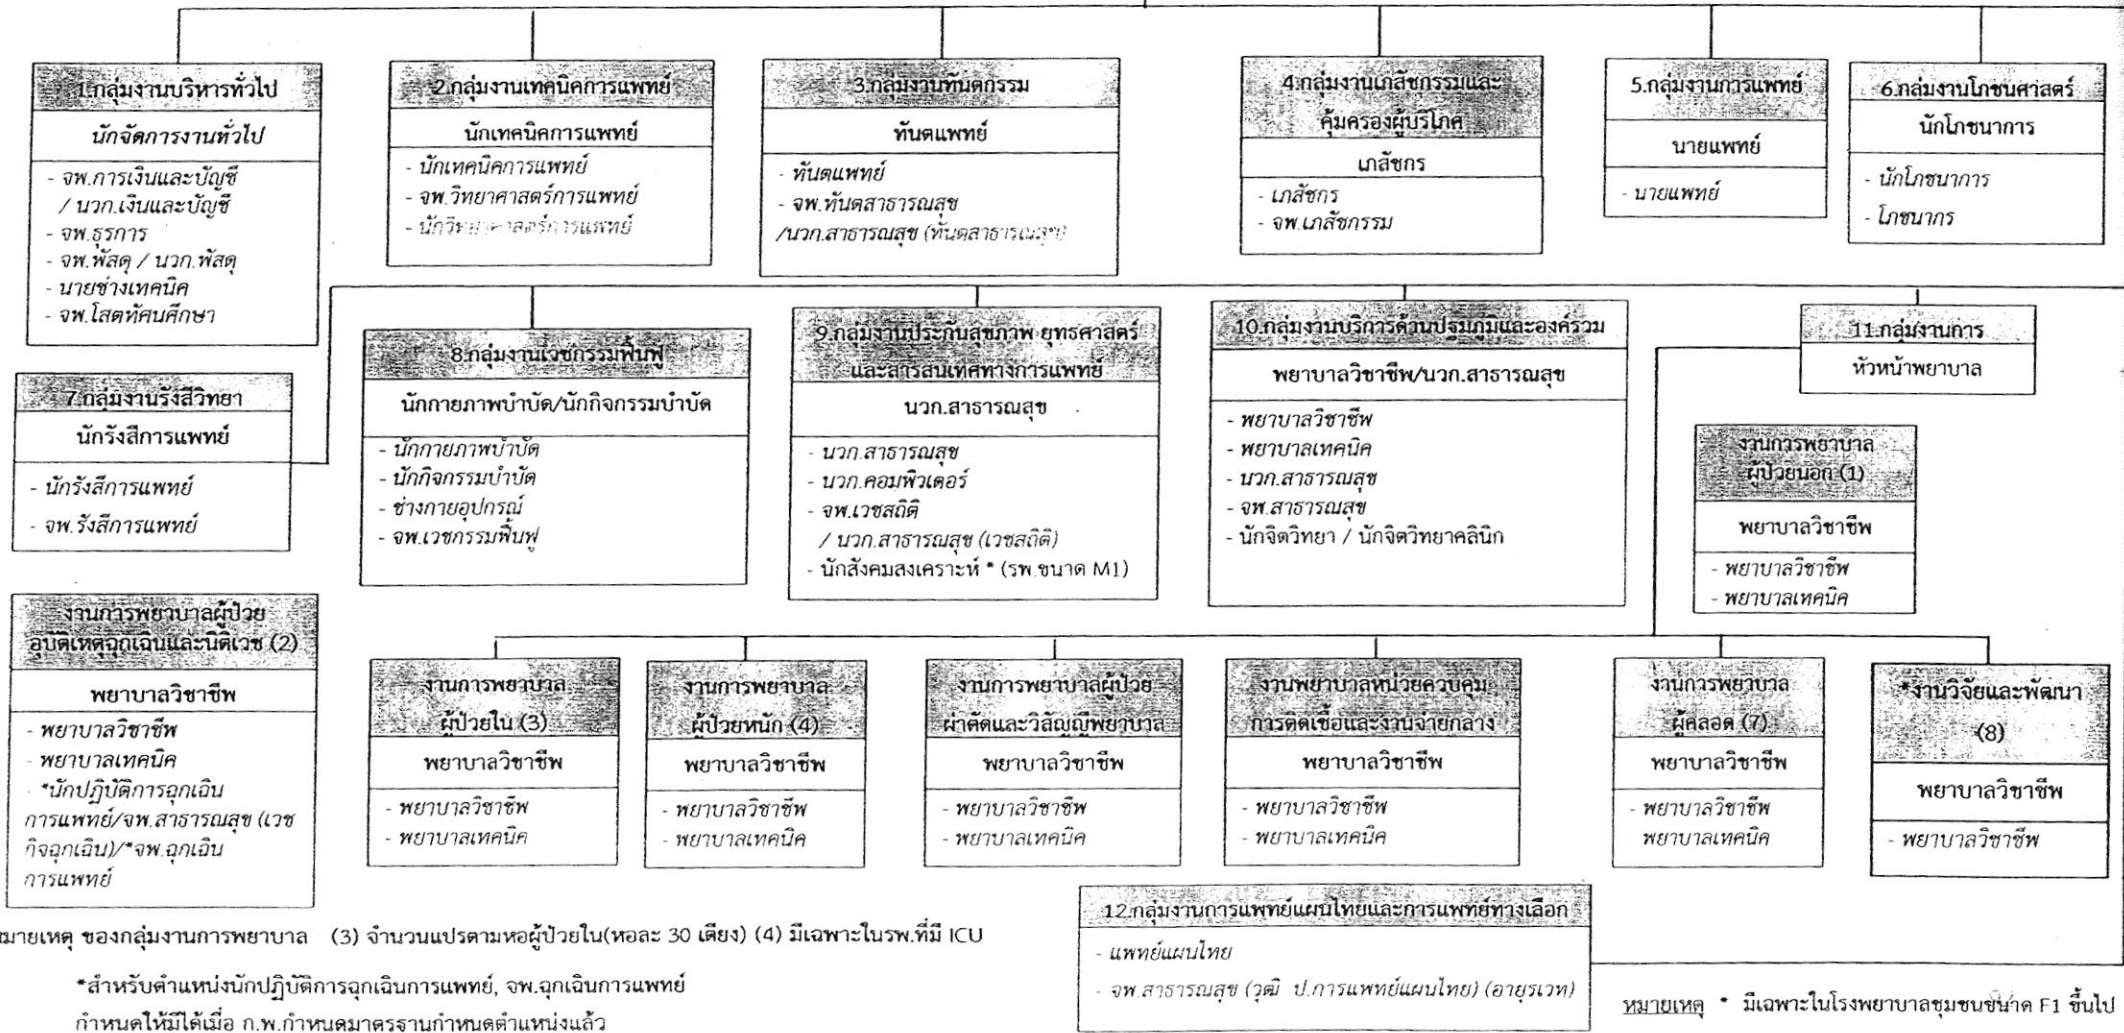 1.กลุ่มงานบริหารทั่วไป
นักจัดการงานทั่วไป
- จพ.การเงินและบัญชี
/ นวก.เงินและบัญชี
- จพ.ธุรการ
- จพ.พัสดุ / นวก.พัสดุ
- นายช่างเทคนิค
- จพ.โสตทัศนศึกษา
2.กลุ่มงานเทคนิคการแพทย์
นักเทคนิคการแพทย์
- นักเทคนิคการแพทย์
- จพ.วิทยาศาสตร์การแพทย์
- นักวิทยาศาสตร์การแพทย์
3.กลุ่มงานทันตกรรม
ทันตแพทย์
- ทันตแพทย์
- จพ.ทันตสาธารณสุข
/นวก.สาธารณสุข (ทันตสาธารณสุข)
4.กลุ่มงานเภสัชกรรมและ
คุ้มครองผู้บริโภค
เภสัชกร
- เภสัชกร
- จพ.เภสัชกรรม
5.กลุ่มงานการแพทย์
นายแพทย์
- นายแพทย์
6.กลุ่มงานโภชนศาสตร์
นักโภชนาการ
- นักโภชนาการ
- โภชนากร
7.กลุ่มงานรังสีวิทยา
นักรังสีการแพทย์
- นักรังสีการแพทย์
- จพ.รังสีการแพทย์
8.กลุ่มงานเวชกรรมฟื้นฟู
นักกายภาพบำบัด/นักกิจกรรมบำบัด
- นักกายภาพบำบัด
- นักกิจกรรมบำบัด
- ช่างกายอุปกรณ์
- จพ.เวชกรรมฟื้นฟู
9.กลุ่มงานประกันสุขภาพ ยุทธศาสตร์
และสารสนเทศทางการแพทย์
นวก.สาธารณสุข
- นวก.สาธารณสุข
- นวก.คอมพิวเตอร์
- จพ.เวชสถิติ
/ นวก.สาธารณสุข (เวชสถิติ)
- นักสังคมสงเคราะห์ * (รพ.ขนาด M1)
10.กลุ่มงานบริการด้านปฐมภูมิและองค์รวม
พยาบาลวิชาชีพ/นวก.สาธารณสุข
- พยาบาลวิชาชีพ
- พยาบาลเทคนิค
- นวก.สาธารณสุข
- จพ.สาธารณสุข
- นักจิตวิทยา / นักจิตวิทยาคลินิก
11.กลุ่มงานการ
หัวหน้าพยาบาล
งานการพยาบาล
ผู้ป่วยนอก (1)
พยาบาลวิชาชีพ
- พยาบาลวิชาชีพ
- พยาบาลเทคนิค
งานการพยาบาลผู้ป่วย
อุบัติเหตุฉุกเฉินและนิติเวช (2)
พยาบาลวิชาชีพ
- พยาบาลวิชาชีพ
- พยาบาลเทคนิค
- *นักปฏิบัติการฉุกเฉิน
การแพทย์/จพ.สาธารณสุข (เวช
กิจฉุกเฉิน)/*จพ.ฉุกเฉิน
การแพทย์
งานการพยาบาล
ผู้ป่วยใน (3)
พยาบาลวิชาชีพ
- พยาบาลวิชาชีพ
- พยาบาลเทคนิค
งานการพยาบาล
ผู้ป่วยหนัก (4)
พยาบาลวิชาชีพ
- พยาบาลวิชาชีพ
- พยาบาลเทคนิค
งานการพยาบาลผู้ป่วย
ผ่าตัดและวิสัญญีพยาบาล
พยาบาลวิชาชีพ
- พยาบาลวิชาชีพ
- พยาบาลเทคนิค
งานพยาบาลหน่วยควบคุม
การติดเชื้อและงานจ่ายกลาง
พยาบาลวิชาชีพ
- พยาบาลวิชาชีพ
- พยาบาลเทคนิค
งานการพยาบาล
ผู้คลอด (7)
พยาบาลวิชาชีพ
- พยาบาลวิชาชีพ
พยาบาลเทคนิค
*งานวิจัยและพัฒนา
(8)
พยาบาลวิชาชีพ
- พยาบาลวิชาชีพ
12.กลุ่มงานการแพทย์แผนไทยและการแพทย์ทางเลือก
- แพทย์แผนไทย
- จพ.สาธารณสุข (วุฒิ ป.การแพทย์แผนไทย) (อายุรเวท)
มายเหตุ ของกลุ่มงานการพยาบาล (3) จำนวนแปรตามหอผู้ป่วยใน(หอละ 30 เตียง) (4) มีเฉพาะในรพ.ที่มี ICU
*สำหรับตำแหน่งนักปฏิบัติการฉุกเฉินการแพทย์, จพ.ฉุกเฉินการแพทย์
กำหนดให้มีได้เมื่อ ก.พ.กำหนดมาตรฐานกำหนดตำแหน่งแล้ว
หมายเหตุ * มีเฉพาะในโรงพยาบาลชุมชนขนาด F1 ขึ้นไป